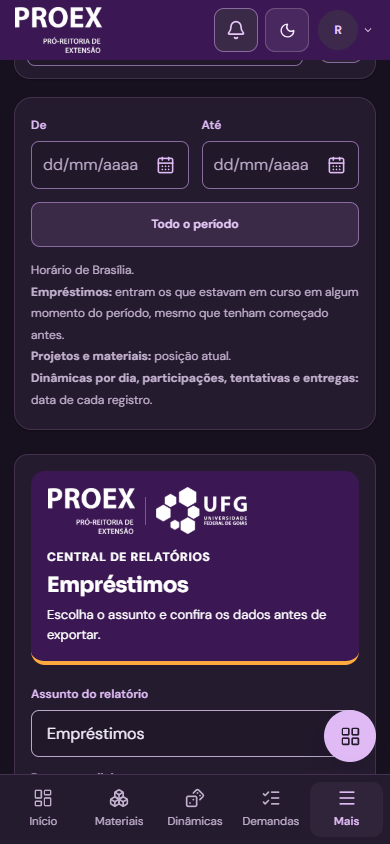 PROEX
PRÓ-REITORIA DE
EXTENSÃO
R
De
Até
dd/mm/aaaa
dd/mm/aaaa
Todo o período
Horário de Brasília.
Empréstimos: entram os que estavam em curso em algum
momento do período, mesmo que tenham começado
antes.
Projetos e materiais: posição atual.
Dinâmicas por dia, participações, tentativas e entregas:
data de cada registro.
PROEX
PRÓ-REITORIA DE
EXTENSÃO
UFG
UNIVERSIDADE
FEDERAL DE GOIÁS
CENTRAL DE RELATÓRIOS
Empréstimos
Escolha o assunto e confira os dados antes de
exportar.
Assunto do relatório
Empréstimos
Início
Materiais
Dinâmicas
Demandas
Mais